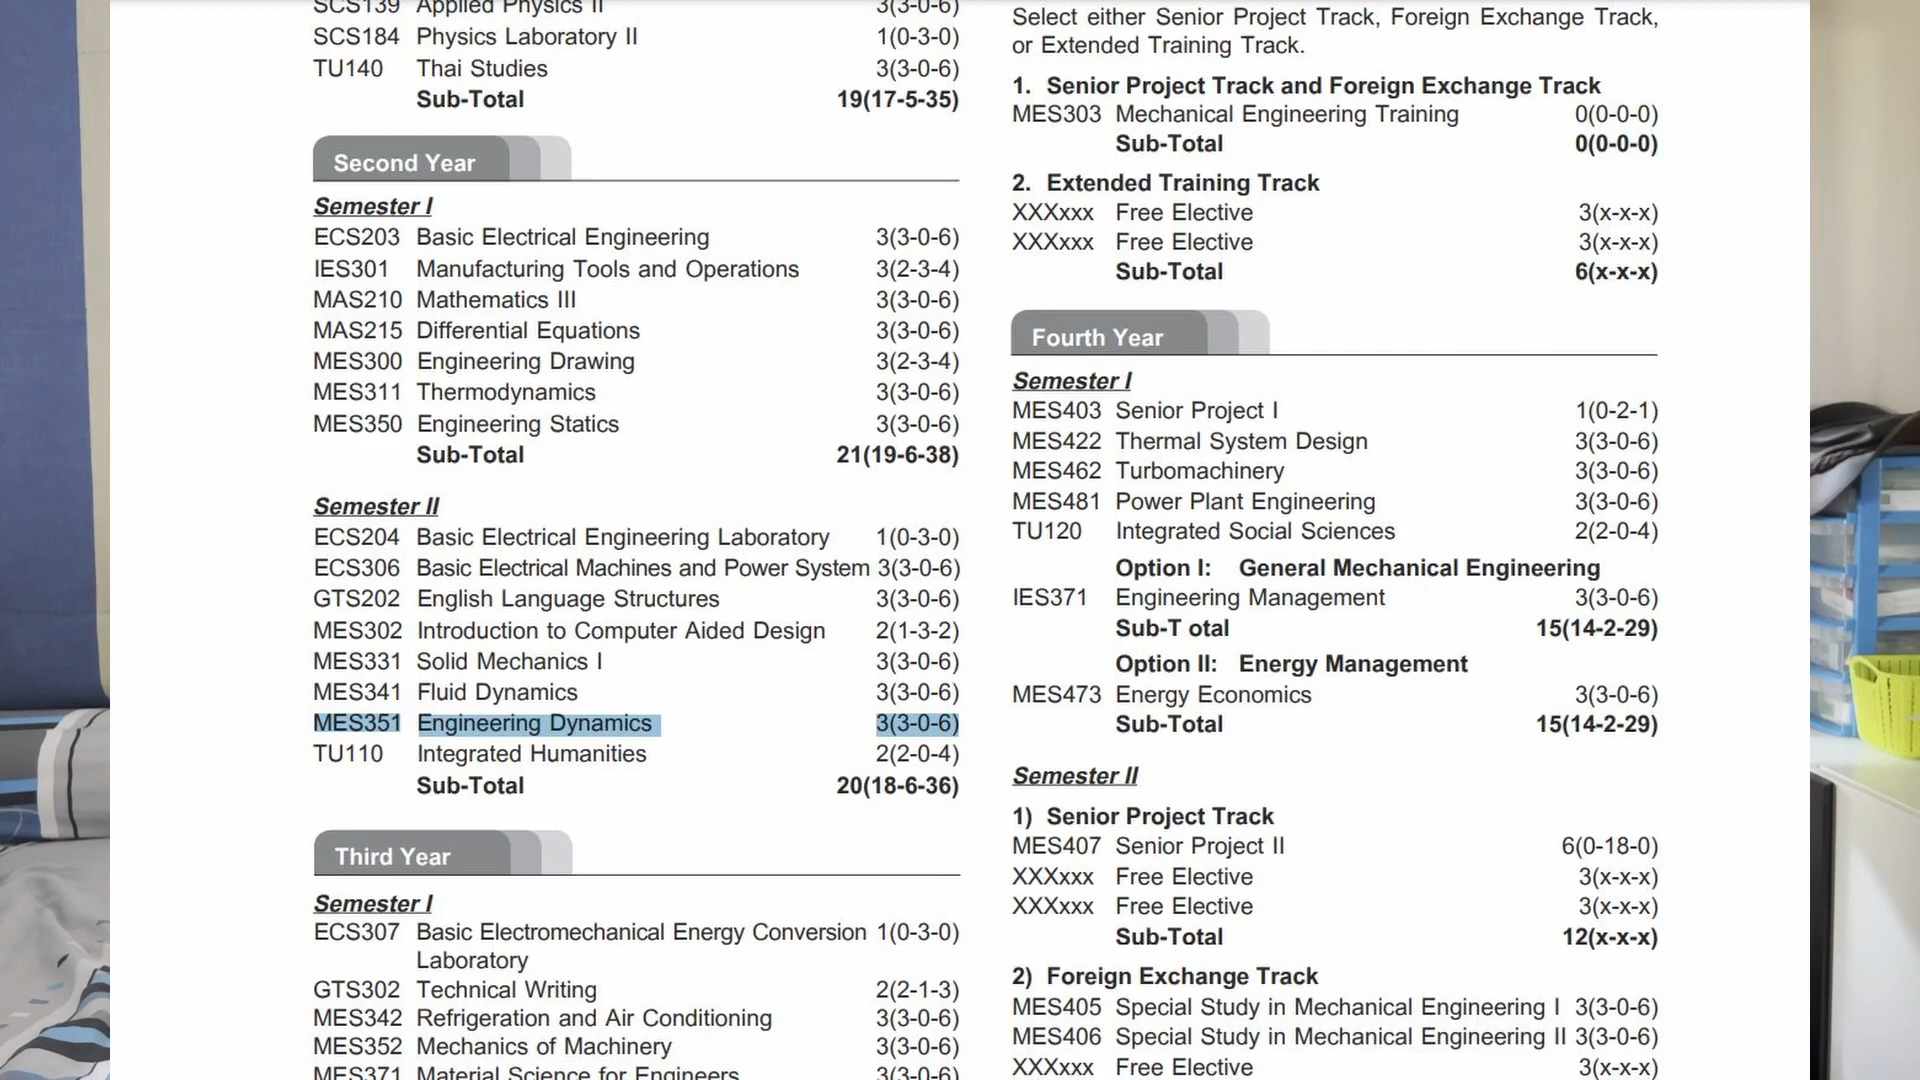 SCS139 Applied Physics II 3(3-0-6)
SCS184 Physics Laboratory II 1(0-3-0)
TU140 Thai Studies 3(3-0-6)
Sub-Total 19(17-5-35)
Second Year
Semester I
ECS203 Basic Electrical Engineering 3(3-0-6)
IES301 Manufacturing Tools and Operations 3(2-3-4)
MAS210 Mathematics III 3(3-0-6)
MAS215 Differential Equations 3(3-0-6)
MES300 Engineering Drawing 3(2-3-4)
MES311 Thermodynamics 3(3-0-6)
MES350 Engineering Statics 3(3-0-6)
Sub-Total 21(19-6-38)
Semester II
ECS204 Basic Electrical Engineering Laboratory 1(0-3-0)
ECS306 Basic Electrical Machines and Power System 3(3-0-6)
GTS202 English Language Structures 3(3-0-6)
MES302 Introduction to Computer Aided Design 2(1-3-2)
MES331 Solid Mechanics I 3(3-0-6)
MES341 Fluid Dynamics 3(3-0-6)
MES351 Engineering Dynamics 3(3-0-6)
TU110 Integrated Humanities 2(2-0-4)
Sub-Total 20(18-6-36)
Third Year
Semester I
ECS307 Basic Electromechanical Energy Conversion 1(0-3-0)
Laboratory
GTS302 Technical Writing 2(2-1-3)
MES342 Refrigeration and Air Conditioning 3(3-0-6)
MES352 Mechanics of Machinery 3(3-0-6)
MES371 Material Science for Engineers 3(3-0-6)
Select either Senior Project Track, Foreign Exchange Track,
or Extended Training Track.
1. Senior Project Track and Foreign Exchange Track
MES303 Mechanical Engineering Training 0(0-0-0)
Sub-Total 0(0-0-0)
2. Extended Training Track
XXXxxx Free Elective 3(x-x-x)
XXXxxx Free Elective 3(x-x-x)
Sub-Total 6(x-x-x)
Fourth Year
Semester I
MES403 Senior Project I 1(0-2-1)
MES422 Thermal System Design 3(3-0-6)
MES462 Turbomachinery 3(3-0-6)
MES481 Power Plant Engineering 3(3-0-6)
TU120 Integrated Social Sciences 2(2-0-4)
Option I: General Mechanical Engineering
IES371 Engineering Management 3(3-0-6)
Sub-T otal 15(14-2-29)
Option II: Energy Management
MES473 Energy Economics 3(3-0-6)
Sub-Total 15(14-2-29)
Semester II
1) Senior Project Track
MES407 Senior Project II 6(0-18-0)
XXXxxx Free Elective 3(x-x-x)
XXXxxx Free Elective 3(x-x-x)
Sub-Total 12(x-x-x)
2) Foreign Exchange Track
MES405 Special Study in Mechanical Engineering I 3(3-0-6)
MES406 Special Study in Mechanical Engineering II 3(3-0-6)
XXXxxx Free Elective 3(x-x-x)